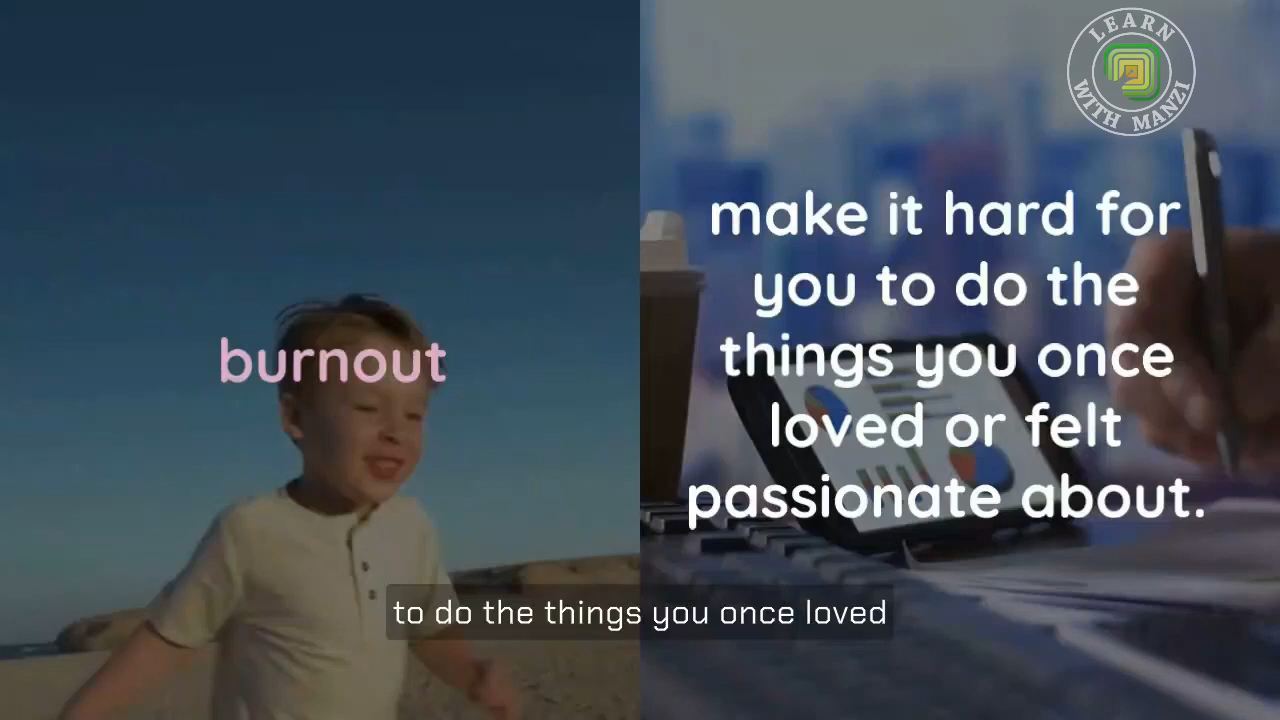 LEARN
WITH MANZI
burnout
make it hard for
you to do the
things you once
loved or felt
passionate about.
to do the things you once loved